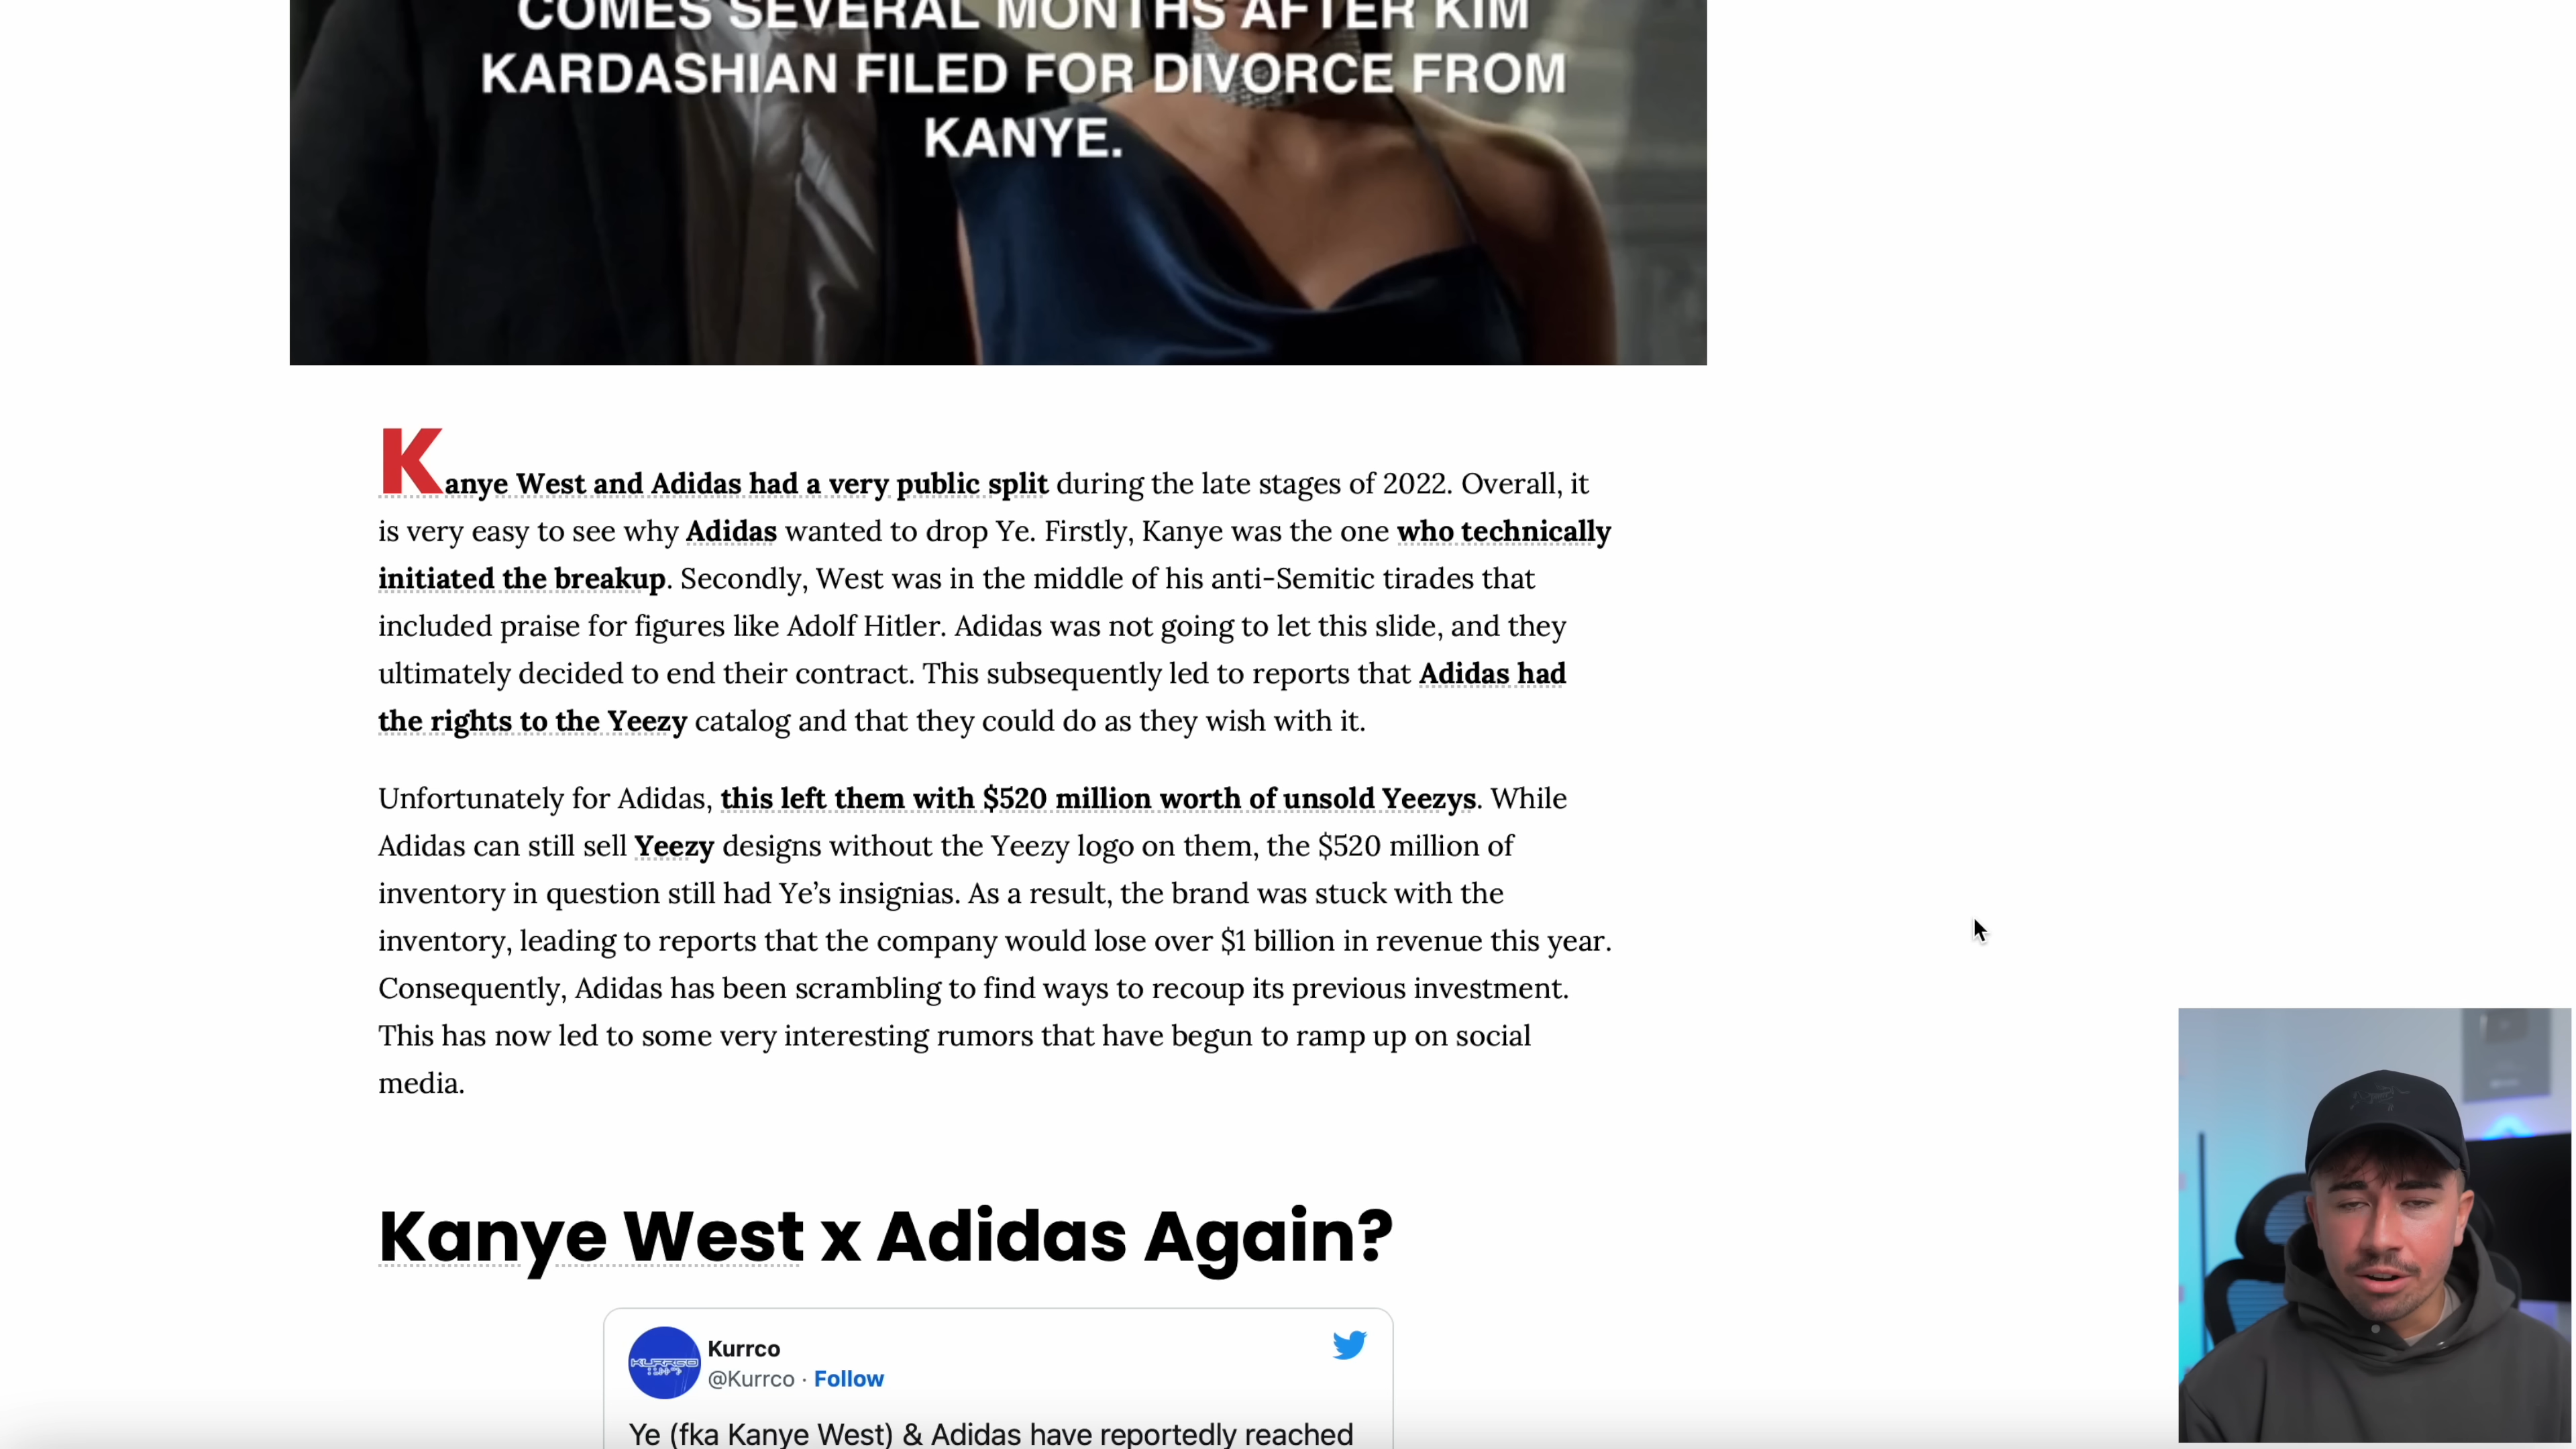 COMES SEVERAL MONTHS AFTER KIM
KARDASHIAN FILED FOR DIVORCE FROM
KANYE.
Kanye West and Adidas had a very public split during the late stages of 2022. Overall, it
is very easy to see why Adidas wanted to drop Ye. Firstly, Kanye was the one who technically
initiated the breakup. Secondly, West was in the middle of his anti-Semitic tirades that
included praise for figures like Adolf Hitler. Adidas was not going to let this slide, and they
ultimately decided to end their contract. This subsequently led to reports that Adidas had
the rights to the Yeezy catalog and that they could do as they wish with it.
Unfortunately for Adidas, this left them with $520 million worth of unsold Yeezys. While
Adidas can still sell Yeezy designs without the Yeezy logo on them, the $520 million of
inventory in question still had Ye’s insignias. As a result, the brand was stuck with the
inventory, leading to reports that the company would lose over $1 billion in revenue this year.
Consequently, Adidas has been scrambling to find ways to recoup its previous investment.
This has now led to some very interesting rumors that have begun to ramp up on social
media.
Kanye West x Adidas Again?
Kurrco
@Kurrco · Follow
Ye (fka Kanye West) & Adidas have reportedly reached